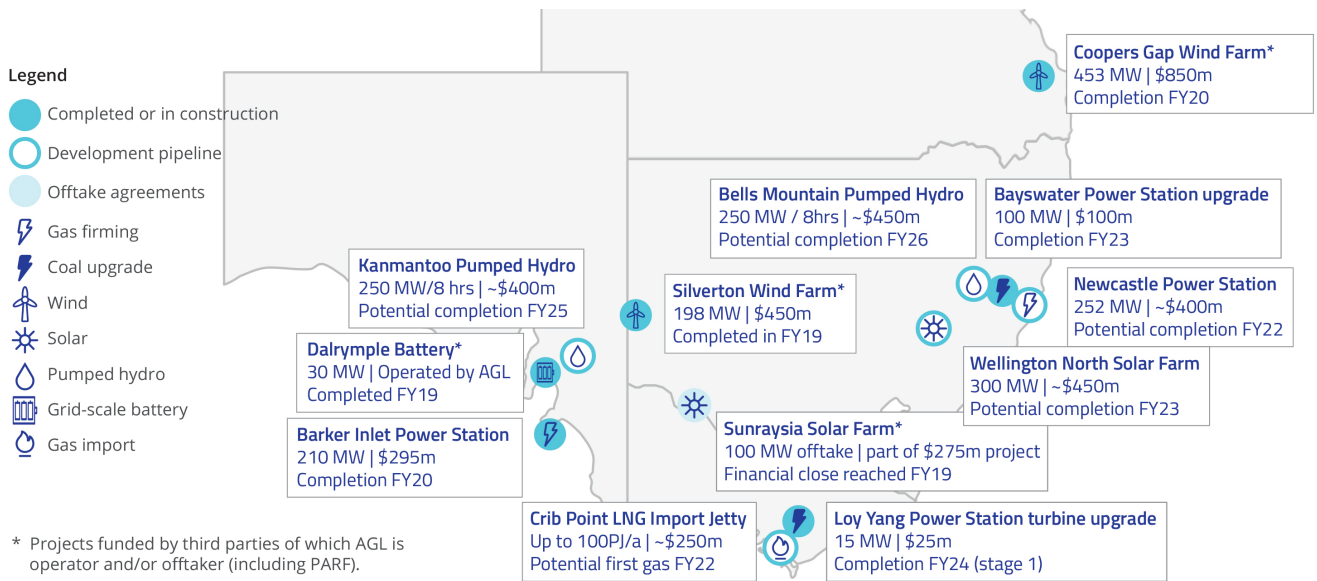 Legend
Completed or in construction
Development pipeline
Offtake agreements
Gas firming
Coal upgrade
Wind
Solar
Pumped hydro
Grid-scale battery
Gas import
Coopers Gap Wind Farm*
453 MW | $850m
Completion FY20
Bells Mountain Pumped Hydro
250 MW / 8hrs | ~$450m
Potential completion FY26
Bayswater Power Station upgrade
100 MW | $100m
Completion FY23
Kanmantoo Pumped Hydro
250 MW/8 hrs | ~$400m
Potential completion FY25
Silverton Wind Farm*
198 MW | $450m
Completed in FY19
Newcastle Power Station
252 MW | ~$400m
Potential completion FY22
Dalrymple Battery*
30 MW | Operated by AGL
Completed FY19
Wellington North Solar Farm
300 MW | ~$450m
Potential completion FY23
Barker Inlet Power Station
210 MW | $295m
Completion FY20
Sunraysia Solar Farm*
100 MW offtake | part of $275m project
Financial close reached FY19
Crib Point LNG Import Jetty
Up to 100PJ/a | ~$250m
Potential first gas FY22
Loy Yang Power Station turbine upgrade
15 MW | $25m
Completion FY24 (stage 1)
* Projects funded by third parties of which AGL is
operator and/or offtaker (including PARF).